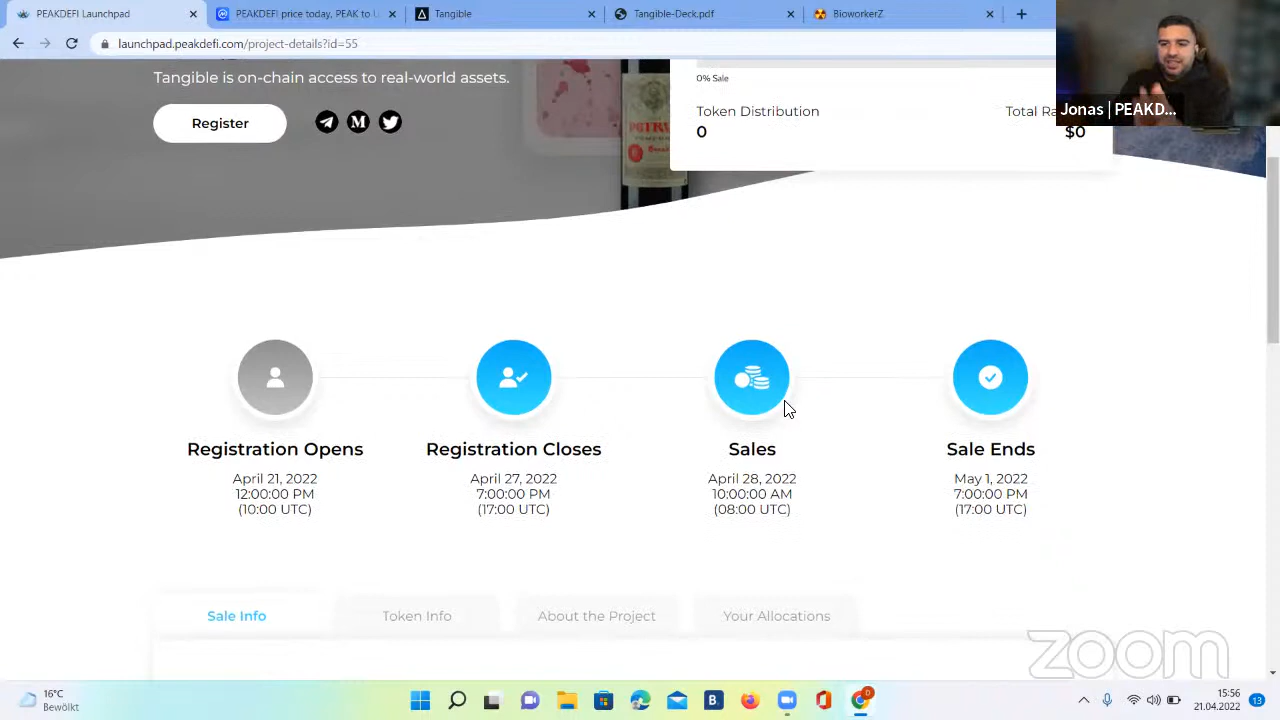 PEAKDEFI Launchpad
PEAKDEFI price today, PEAK to U
Tangible
Tangible-Deck.pdf
BioworkerZ
launchpad.peakdefi.com/project-details?id=55
Jonas | PEAKD...
Tangible is on-chain access to real-world assets.
0% Sale
Token Distribution
Total Ra
0
$0
Register
PETRVS
Registration Opens
April 21, 2022
12:00:00 PM
(10:00 UTC)
Registration Closes
April 27, 2022
7:00:00 PM
(17:00 UTC)
Sales
April 28, 2022
10:00:00 AM
(08:00 UTC)
Sale Ends
May 1, 2022
7:00:00 PM
(17:00 UTC)
Sale Info
Token Info
About the Project
Your Allocations
zoom
16°C
Bewölkt
15:56
21.04.2022
13